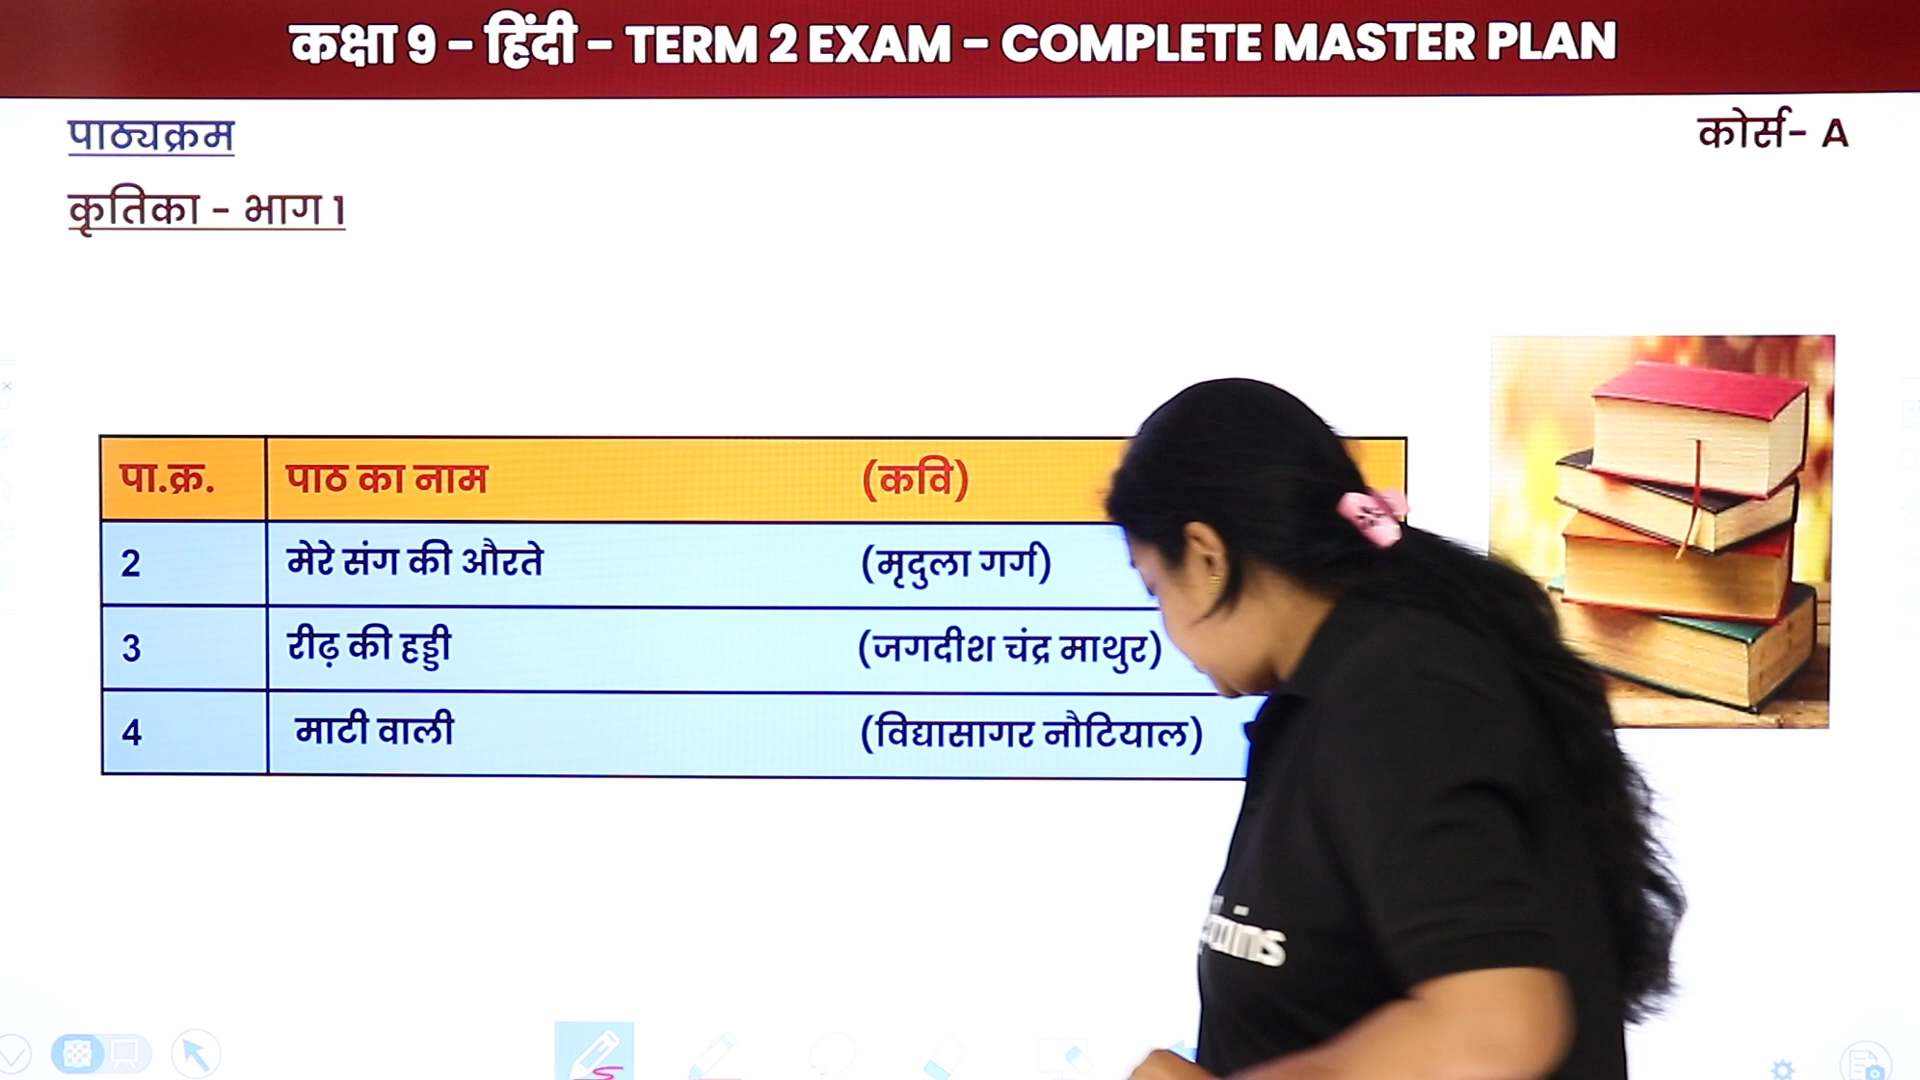 कक्षा 9 - हिंदी - TERM 2 EXAM - COMPLETE MASTER PLAN
पाठ्यक्रम
कोर्स- A
कृतिका - भाग 1
पा.क्र. पाठ का नाम (कवि)
2 मेरे संग की औरते (मृदुला गर्ग)
3 रीढ़ की हड्डी (जगदीश चंद्र माथुर)
4 माटी वाली (विद्यासागर नौटियाल)